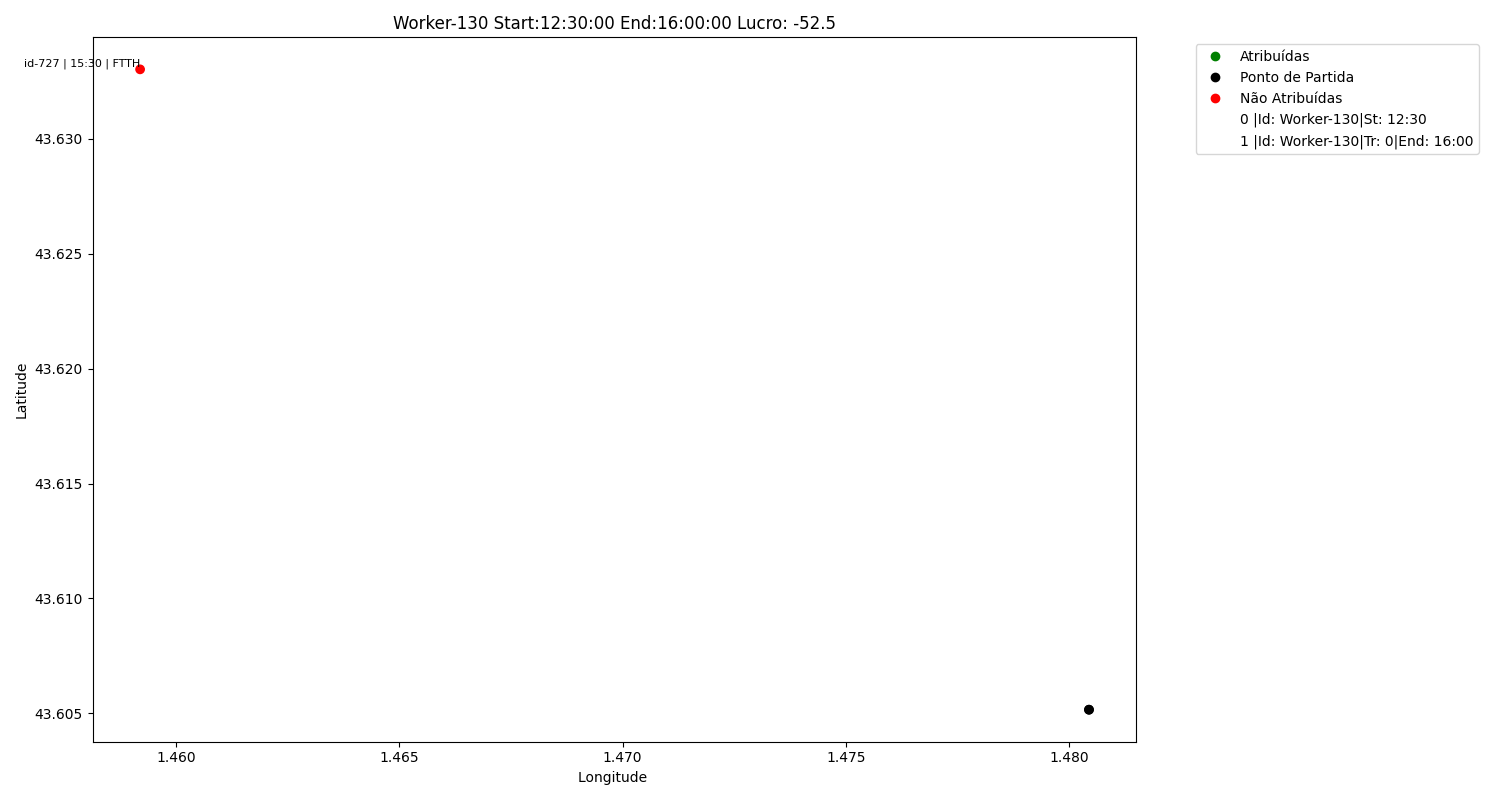 Worker-130 Start:12:30:00 End:16:00:00 Lucro: -52.5
id-727 | 15:30 | FTTH
Atribuídas
Ponto de Partida
Não Atribuídas
0 |Id: Worker-130|St: 12:30
1 |Id: Worker-130|Tr: 0|End: 16:00
43.630
43.625
43.620
43.615
43.610
43.605
Latitude
1.460 1.465 1.470 1.475 1.480
Longitude